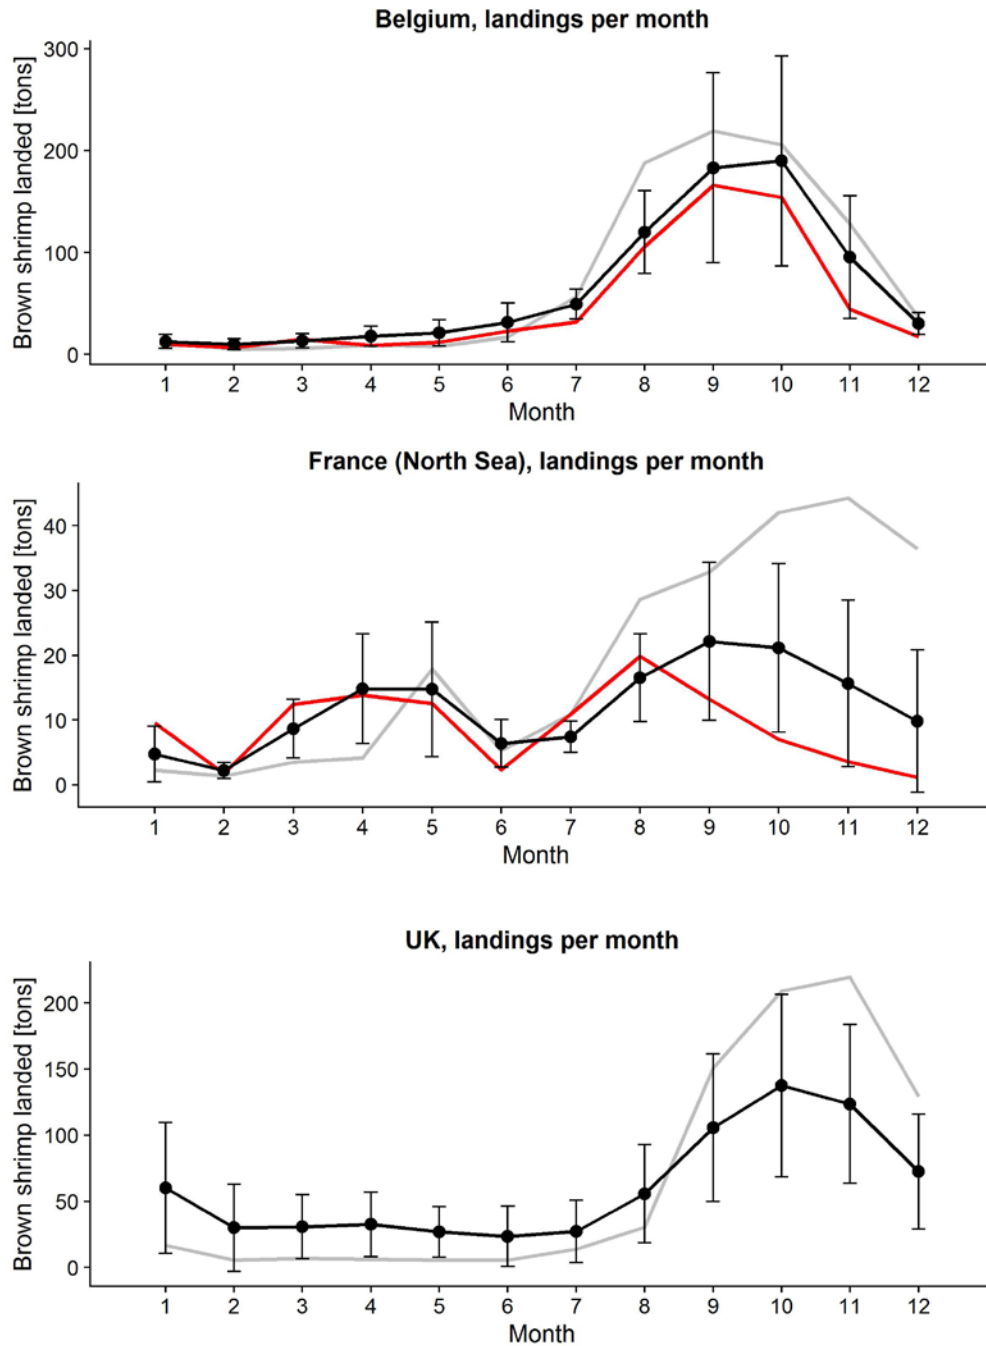 Belgium, landings per month
Brown shrimp landed [tons]
300
200
100
0
1 2 3 4 5 6 7 8 9 10 11 12
Month
France (North Sea), landings per month
Brown shrimp landed [tons]
40
30
20
10
0
1 2 3 4 5 6 7 8 9 10 11 12
Month
UK, landings per month
Brown shrimp landed [tons]
200
150
100
50
0
1 2 3 4 5 6 7 8 9 10 11 12
Month